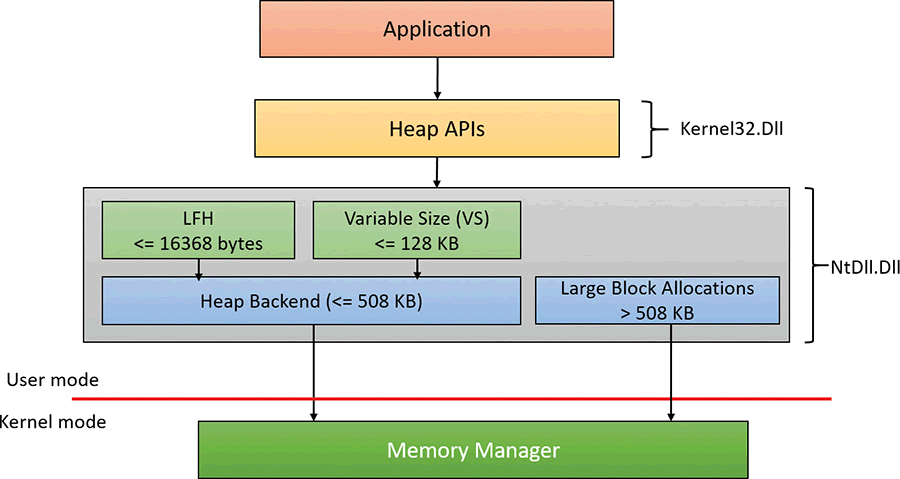 Application
Heap APIs
Kernel32.Dll
LFH
<= 16368 bytes
Variable Size (VS)
<= 128 KB
Heap Backend (<= 508 KB)
Large Block Allocations
> 508 KB
NtDll.Dll
User mode
Kernel mode
Memory Manager